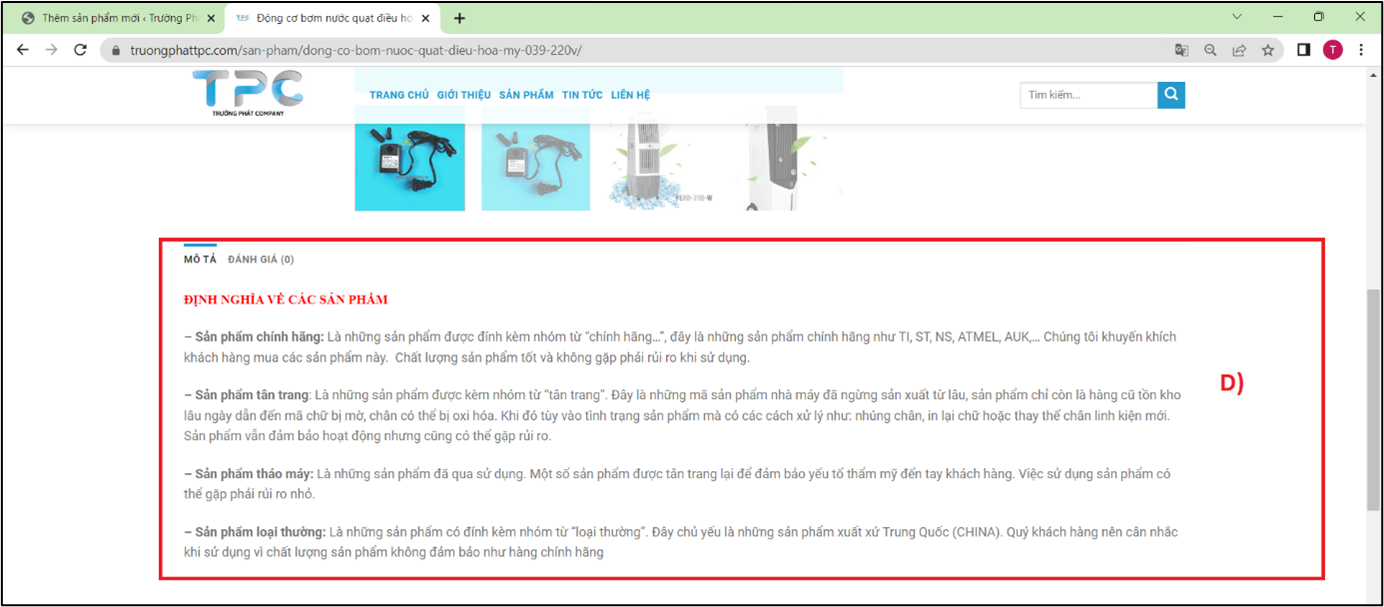 Thêm sản phẩm mới ‹ Trường Ph
Động cơ bơm nước quạt điều hò
truongphattpc.com/san-pham/dong-co-bom-nuoc-quat-dieu-hoa-my-039-220v/
T
TPC
TRƯỜNG PHÁT COMPANY
TRANG CHỦ GIỚI THIỆU SẢN PHẨM TIN TỨC LIÊN HỆ
Tìm kiếm...
MÔ TẢ ĐÁNH GIÁ (0)
ĐỊNH NGHĨA VỀ CÁC SẢN PHẨM
– Sản phẩm chính hãng: Là những sản phẩm được đính kèm nhóm từ “chính hãng…”, đây là những sản phẩm chính hãng như TI, ST, NS, ATMEL, AUK,… Chúng tôi khuyến khích
khách hàng mua các sản phẩm này. Chất lượng sản phẩm tốt và không gặp phải rủi ro khi sử dụng.
– Sản phẩm tân trang: Là những sản phẩm được kèm nhóm từ “tân trang”. Đây là những mã sản phẩm nhà máy đã ngừng sản xuất từ lâu, sản phẩm chỉ còn là hàng cũ tồn kho
lâu ngày dẫn đến mã chữ bị mờ, chân có thể bị oxi hóa. Khi đó tùy vào tình trạng sản phẩm mà có các cách xử lý như: nhúng chân, in lại chữ hoặc thay thế chân linh kiện mới.
Sản phẩm vẫn đảm bảo hoạt động nhưng cũng có thể gặp rủi ro.
D)
– Sản phẩm tháo máy: Là những sản phẩm đã qua sử dụng. Một số sản phẩm được tân trang lại để đảm bảo yếu tố thẩm mỹ đến tay khách hàng. Việc sử dụng sản phẩm có
thể gặp phải rủi ro nhỏ.
– Sản phẩm loại thường: Là những sản phẩm có đính kèm nhóm từ “loại thường”. Đây chủ yếu là những sản phẩm xuất xứ Trung Quốc (CHINA). Quý khách hàng nên cân nhắc
khi sử dụng vì chất lượng sản phẩm không đảm bảo như hàng chính hãng